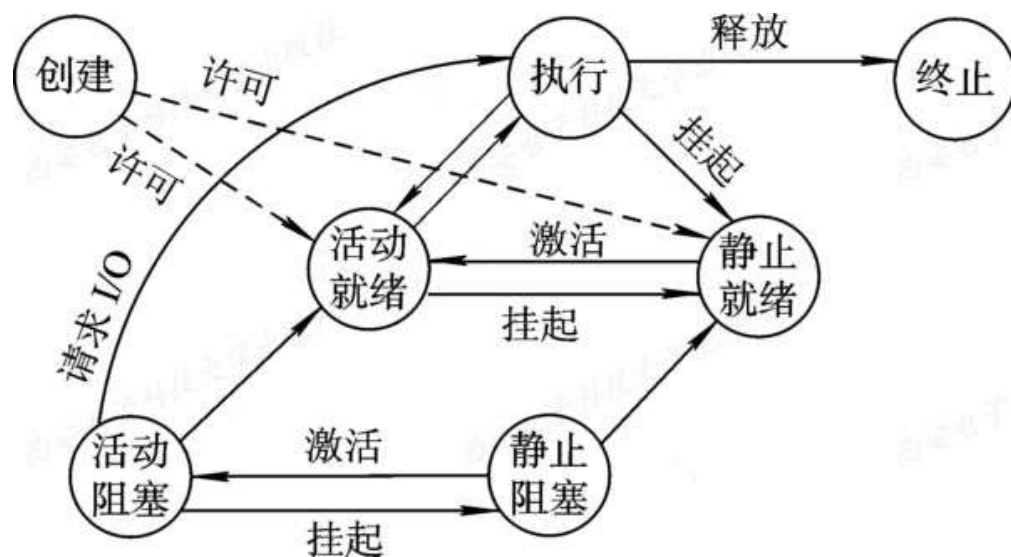 创建
许可
许可
执行
释放
终止
挂起
请求 I/O
活动
就绪
激活
挂起
静止
就绪
活动
阻塞
激活
挂起
静止
阻塞